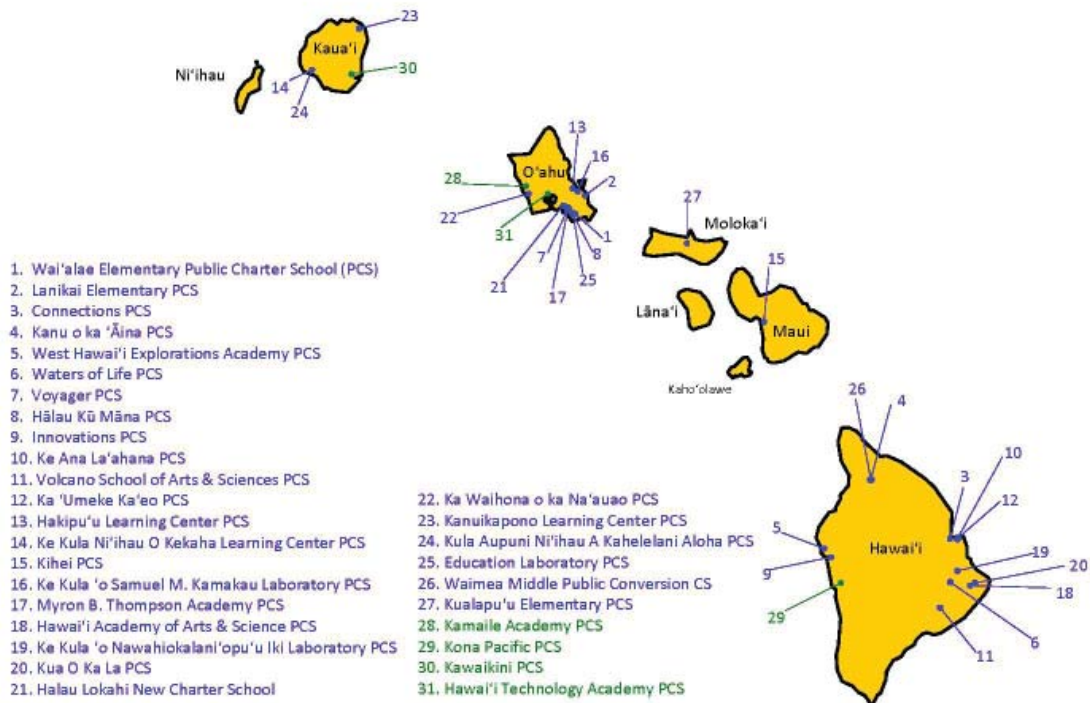 23
Kaua'i
30
Ni'ihau
14
24
13
16
O'ahu
28
2
22
27
31
Moloka'i
1
7
8
15
21
25
17
Lāna'i
Maui
Kaho'olawe
26
4
10
3
12
5
Hawai'i
19
9
20
18
29
6
11
1. Wai'alae Elementary Public Charter School (PCS)
2. Lanikai Elementary PCS
3. Connections PCS
4. Kanu o ka 'Āina PCS
5. West Hawai'i Explorations Academy PCS
6. Waters of Life PCS
7. Voyager PCS
8. Hālau Kū Māna PCS
9. Innovations PCS
10. Ke Ana La'ahana PCS
11. Volcano School of Arts & Sciences PCS
12. Ka 'Umeke Ka'eo PCS
13. Hakipu'u Learning Center PCS
14. Ke Kula Ni'ihau O Kekaha Learning Center PCS
15. Kihei PCS
16. Ke Kula 'o Samuel M. Kamakau Laboratory PCS
17. Myron B. Thompson Academy PCS
18. Hawai'i Academy of Arts & Science PCS
19. Ke Kula 'o Nawahiokalani'opu'u Iki Laboratory PCS
20. Kua O Ka La PCS
21. Halau Lokahi New Charter School
22. Ka Waihona o ka Na'auao PCS
23. Kanuikapono Learning Center PCS
24. Kula Aupuni Ni'ihau A Kahelelani Aloha PCS
25. Education Laboratory PCS
26. Waimea Middle Public Conversion CS
27. Kualapu'u Elementary PCS
28. Kamaile Academy PCS
29. Kona Pacific PCS
30. Kawaikini PCS
31. Hawai'i Technology Academy PCS